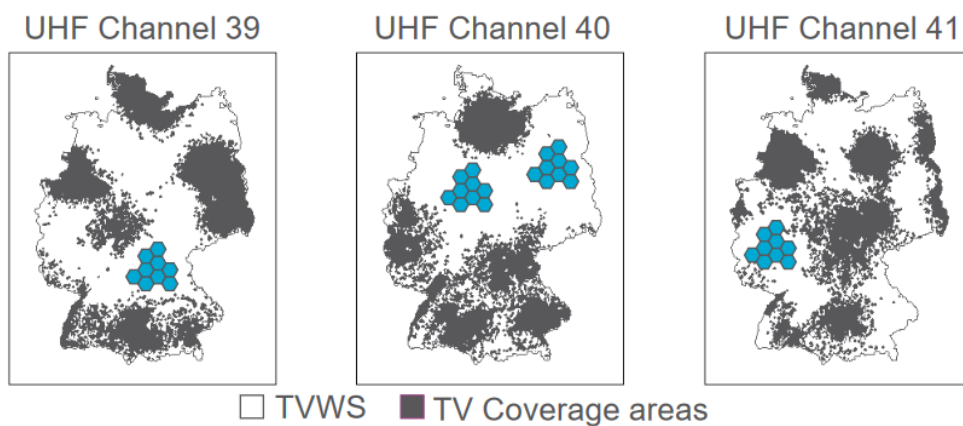 UHF Channel 39
UHF Channel 40
UHF Channel 41
TVWS
TV Coverage areas